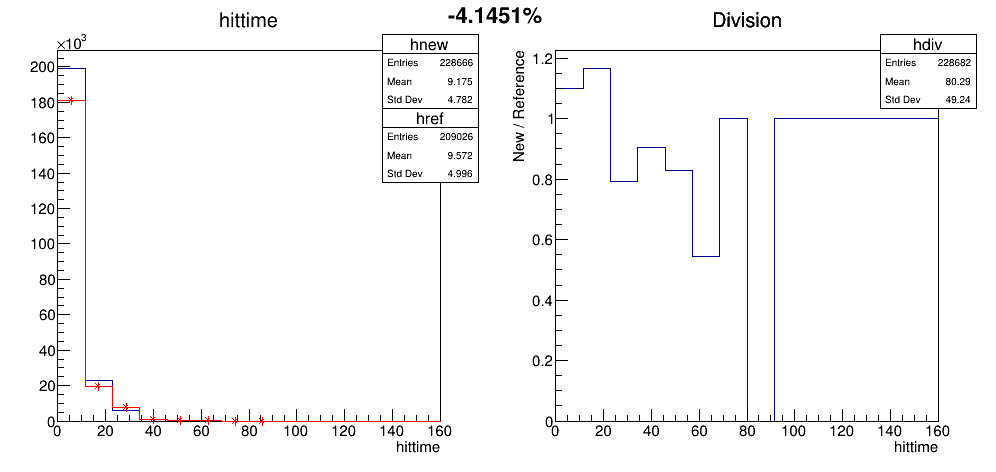 -4.1451%
hittime
×10³
200
180
160
140
120
100
80
60
40
20
0
0 20 40 60 80 100 120 140 160
hittime
hnew
Entries 228666
Mean 9.175
Std Dev 4.782
href
Entries 209026
Mean 9.572
Std Dev 4.996
Division
New / Reference
1.2
1
0.8
0.6
0.4
0.2
0
0 20 40 60 80 100 120 140 160
hittime
hdiv
Entries 228682
Mean 80.29
Std Dev 49.24